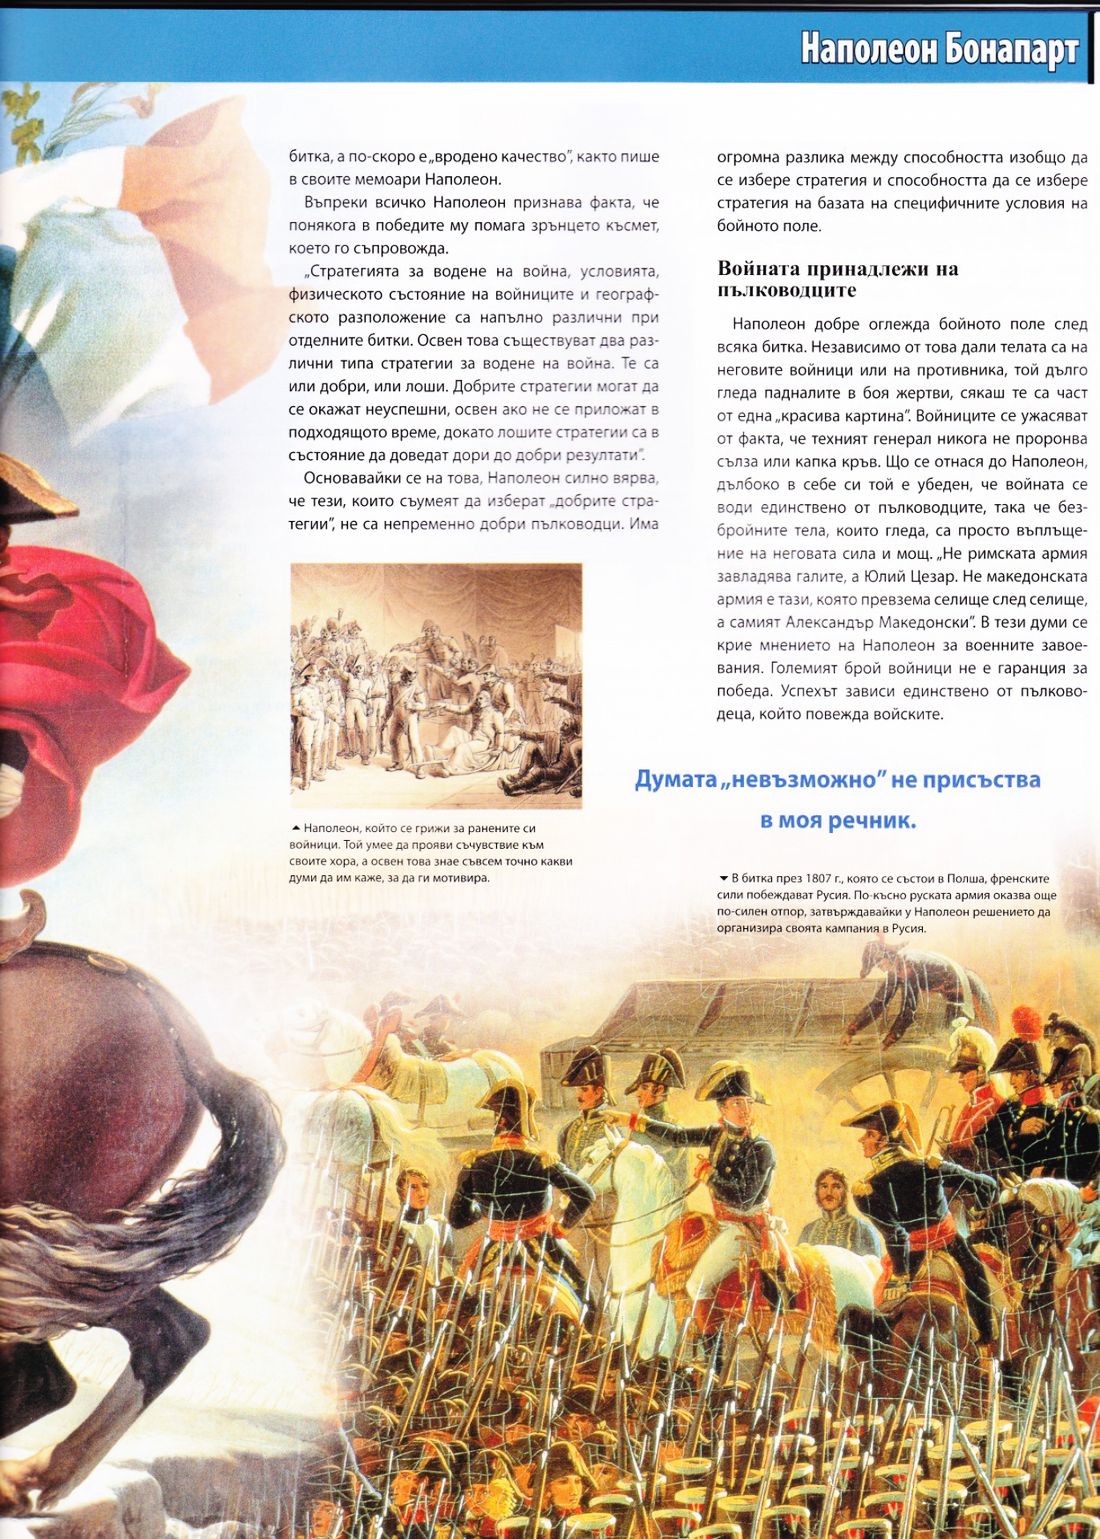 Наполеон Бонапарт
битка, а по-скоро е „вродено качество”, както пише
в своите мемоари Наполеон.
Въпреки всичко Наполеон признава факта, че
понякога в победите му помага зрънцето късмет,
което го съпровожда.
„Стратегията за водене на война, условията,
физическото състояние на войниците и географ-
ското разположение са напълно различни при
отделните битки. Освен това съществуват два раз-
лични типа стратегии за водене на война. Те са
или добри, или лоши. Добрите стратегии могат да
се окажат неуспешни, освен ако не се приложат в
подходящото време, докато лошите стратегии са в
състояние да доведат дори до добри резултати”.
Основавайки се на това, Наполеон силно вярва,
че тези, които съумеят да изберат „добрите стра-
тегии”, не са непременно добри пълководци. Има
▲ Наполеон, който се грижи за ранените си
войници. Той умее да прояви съчувствие към
своите хора, а освен това знае съвсем точно какви
думи да им каже, за да ги мотивира.
огромна разлика между способността изобщо да
се избере стратегия и способността да се избере
стратегия на базата на специфичните условия на
бойното поле.
Войната принадлежи на
пълководците
Наполеон добре оглежда бойното поле след
всяка битка. Независимо от това дали телата са на
неговите войници или на противника, той дълго
гледа падналите в боя жертви, сякаш те са част
от една „красива картина”. Войниците се ужасяват
от факта, че техният генерал никога не проронва
сълза или капка кръв. Що се отнася до Наполеон,
дълбоко в себе си той е убеден, че войната се
води единствено от пълководците, така че без-
бройните тела, които гледа, са просто въплъще-
ние на неговата сила и мощ. „Не римската армия
завладява галите, а Юлий Цезар. Не македонската
армия е тази, която превзема селище след селище,
а самият Александър Македонски”. В тези думи се
крие мнението на Наполеон за военните завое-
вания. Големият брой войници не е гаранция за
победа. Успехът зависи единствено от пълково-
деца, който повежда войските.
Думата „невъзможно” не присъства
в моя речник.
▼ В битка през 1807 г., която се състои в Полша, френските
сили побеждават Русия. По-късно руската армия оказва още
по-силен отпор, затвърждавайки у Наполеон решението да
организира своята кампания в Русия.